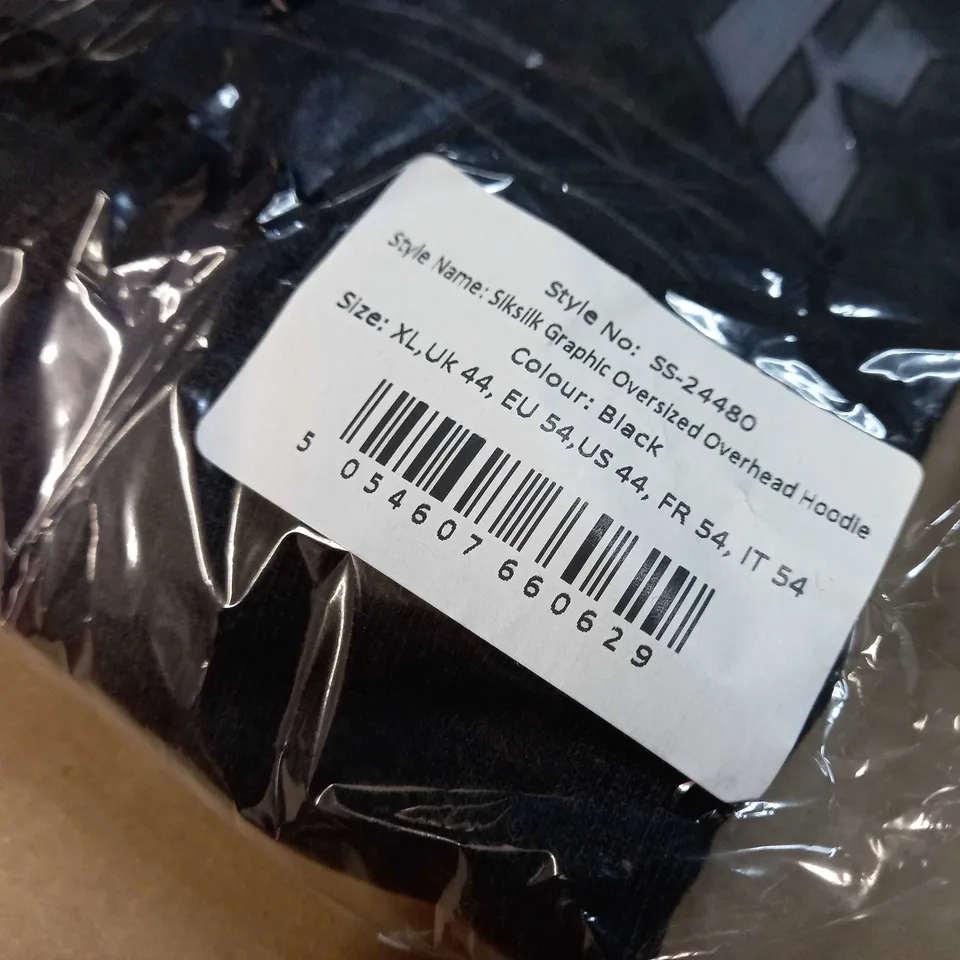 Style No: SS-24480
Style Name: Siksilk Graphic Oversized Overhead Hoodie
Colour: Black
Size: XL,Uk 44, EU 54,US 44, FR 54, IT 54
5 054607 660629